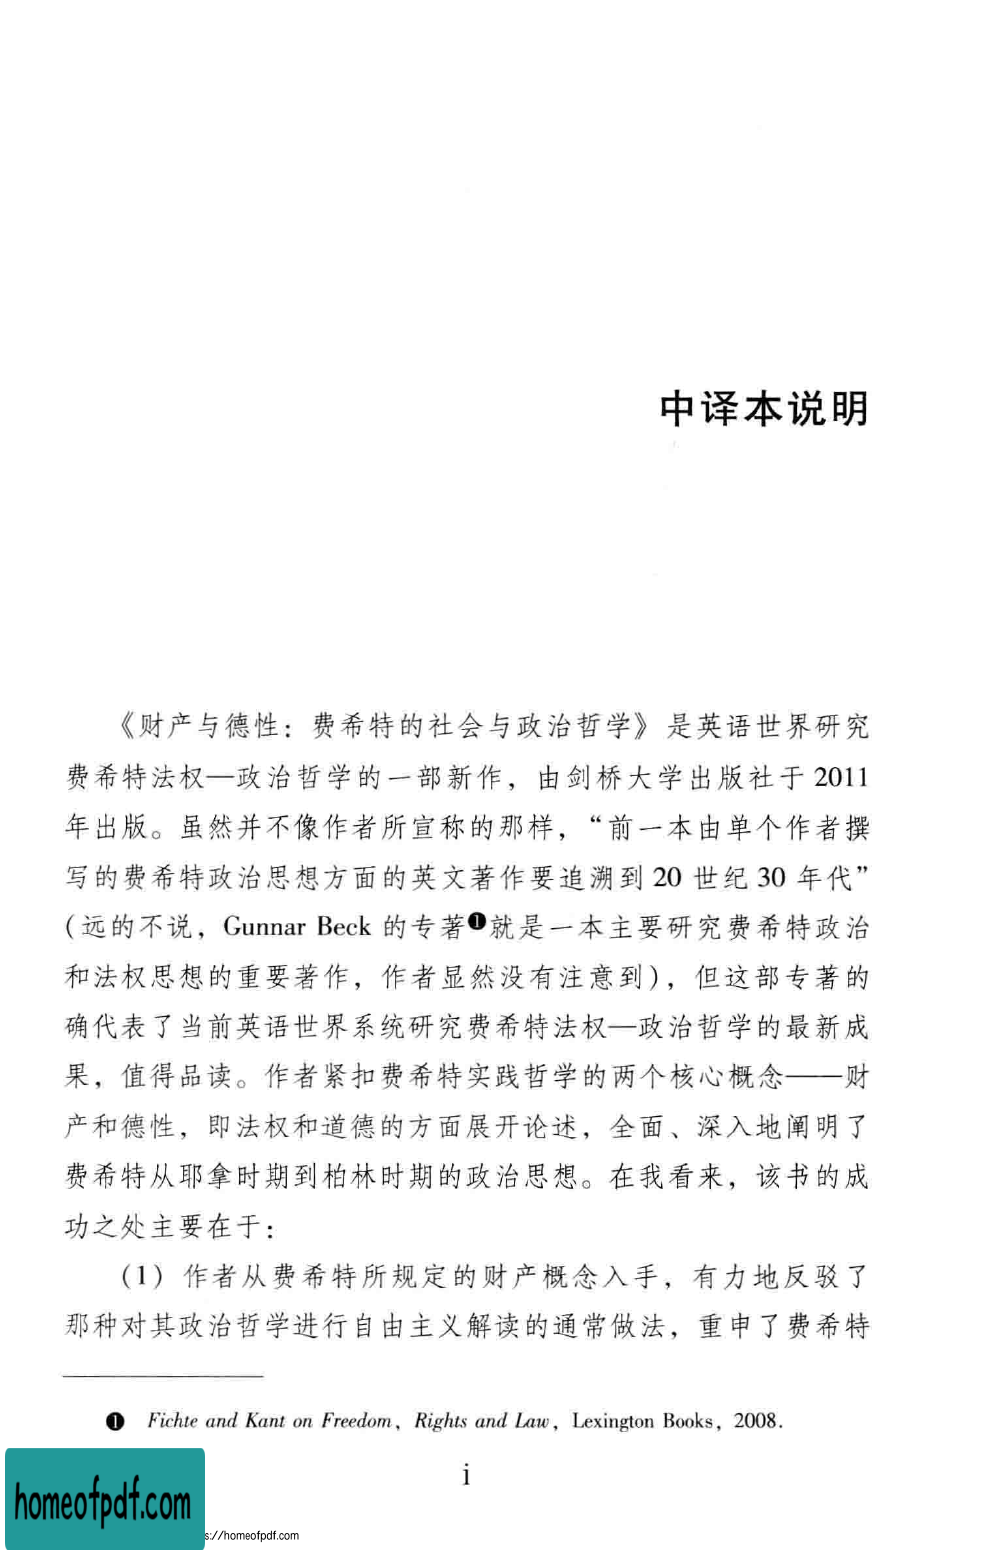 中译本说明
《财产与德性：费希特的社会与政治哲学》是英语世界研究
费希特法权—政治哲学的一部新作，由剑桥大学出版社于 2011
年出版。虽然并不像作者所宣称的那样，“前一本由单个作者撰
写的费希特政治思想方面的英文著作要追溯到 20 世纪 30 年代”
（远的不说，Gunnar Beck 的专著❶就是一本主要研究费希特政治
和法权思想的重要著作，作者显然没有注意到），但这部专著的
确代表了当前英语世界系统研究费希特法权—政治哲学的最新成
果，值得品读。作者紧扣费希特实践哲学的两个核心概念——财
产和德性，即法权和道德的方面展开论述，全面、深入地阐明了
费希特从耶拿时期到柏林时期的政治思想。在我看来，该书的成
功之处主要在于：
（1）作者从费希特所规定的财产概念入手，有力地反驳了
那种对其政治哲学进行自由主义解读的通常做法，重申了费希特
❶ Fichte and Kant on Freedom, Rights and Law, Lexington Books, 2008.
i
homeofpdf.com
s://homeofpdf.com